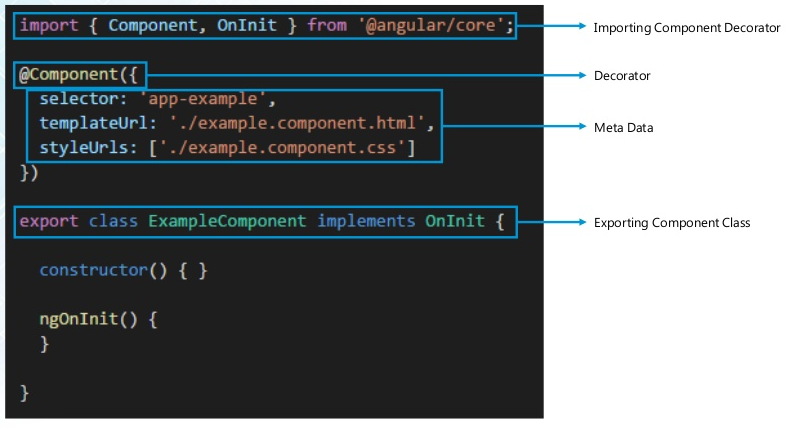 import { Component, OnInit } from '@angular/core';
Importing Component Decorator
@Component({
Decorator
selector: 'app-example',
templateUrl: './example.component.html',
Meta Data
styleUrls: ['./example.component.css']
})
export class ExampleComponent implements OnInit {
Exporting Component Class
constructor() { }
ngOnInit() {
}
}